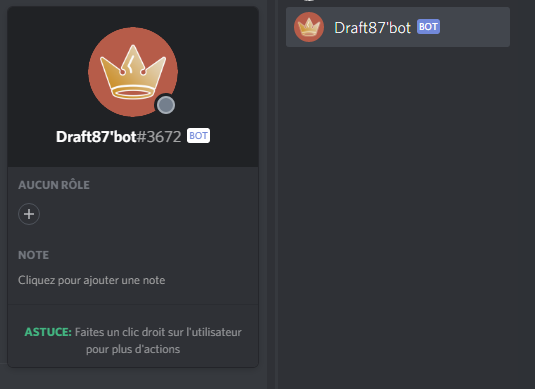 Draft87'bot#3672 BOT
AUCUN RÔLE
NOTE
Cliquez pour ajouter une note
ASTUCE: Faites un clic droit sur l'utilisateur
pour plus d'actions
Draft87'bot BOT